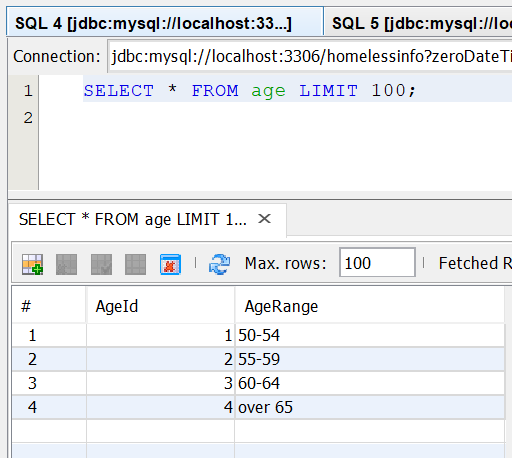 SQL 4 [jdbc:mysql://localhost:33...] SQL 5 [jdbc:mysql://lo
Connection: jdbc:mysql://localhost:3306/homelessinfo?zeroDateTi
1 SELECT * FROM age LIMIT 100;
2
SELECT * FROM age LIMIT 1... ×
Max. rows: 100 Fetched R
# AgeId AgeRange
1 1 50-54
2 2 55-59
3 3 60-64
4 4 over 65